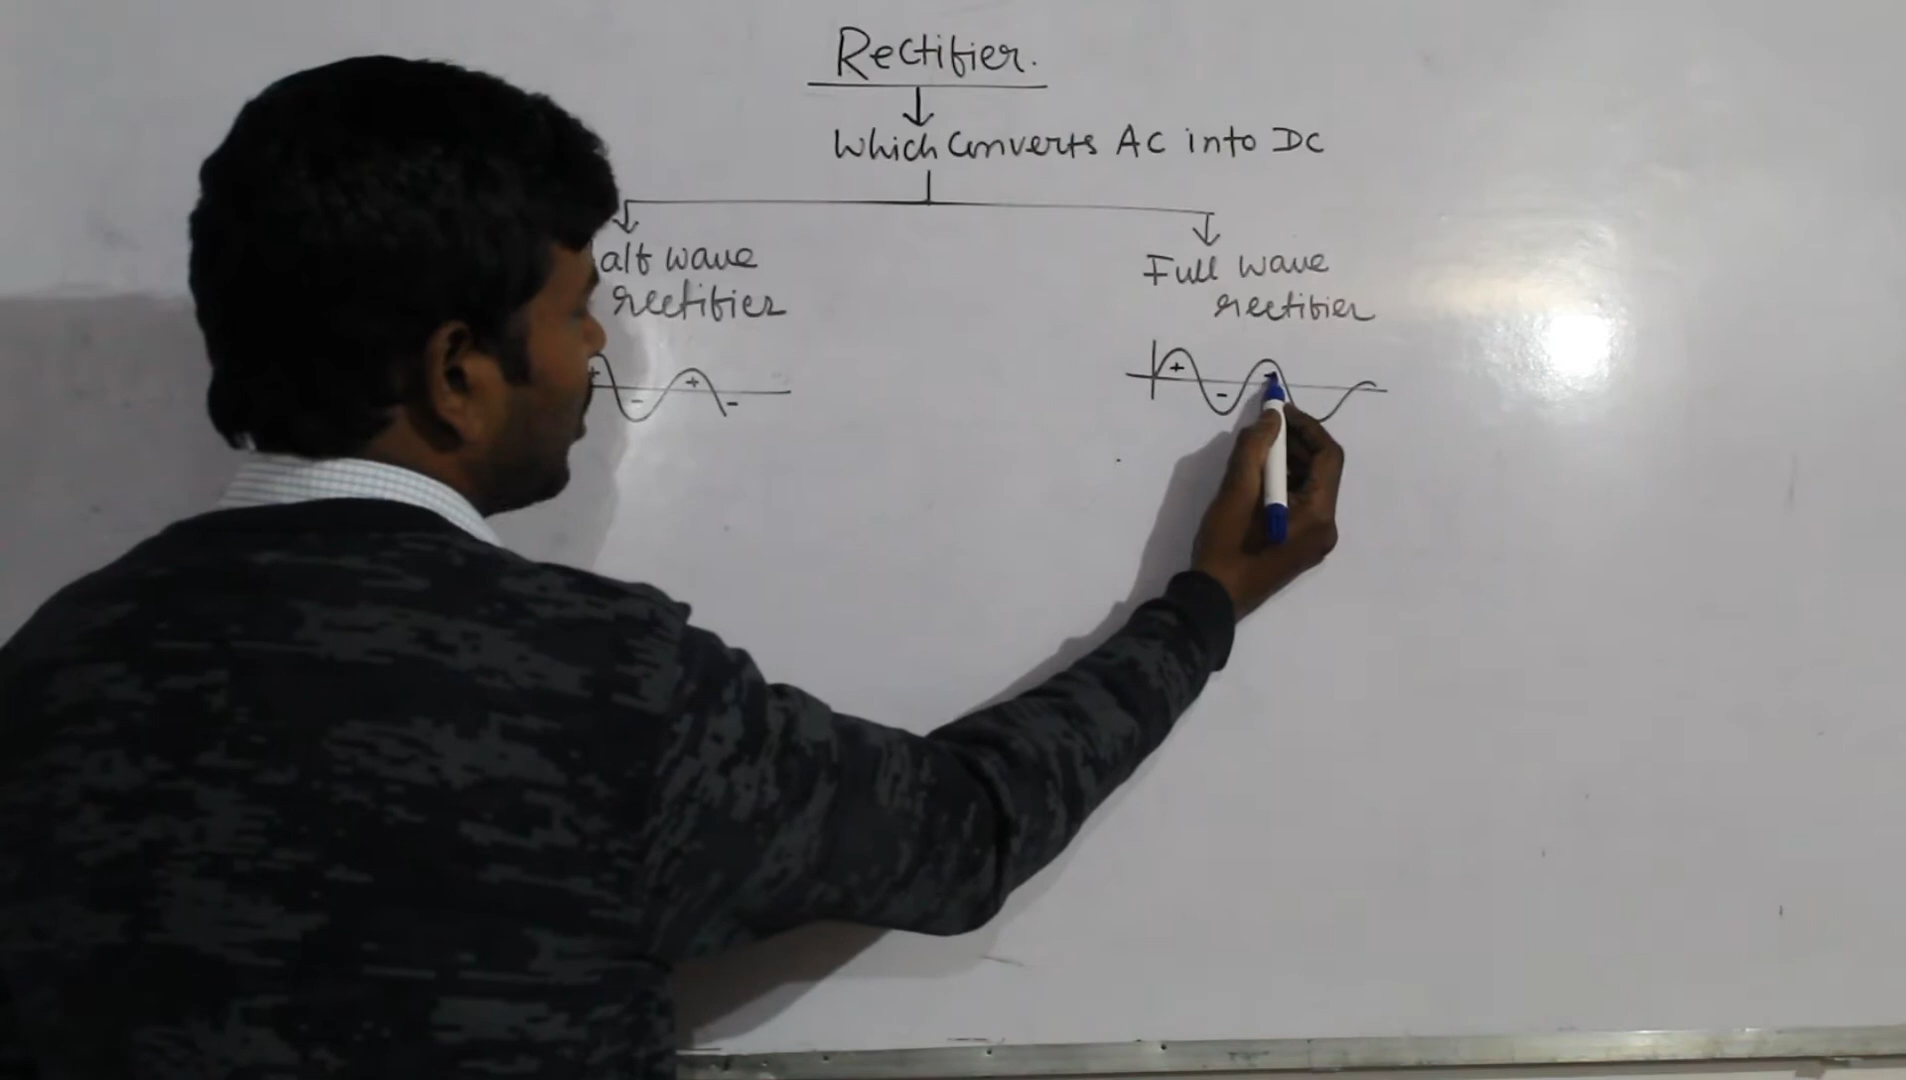 Rectifier.
Which Converts AC into DC
alf wave
rectifier
Full wave
rectifier
+ - + -
+ -